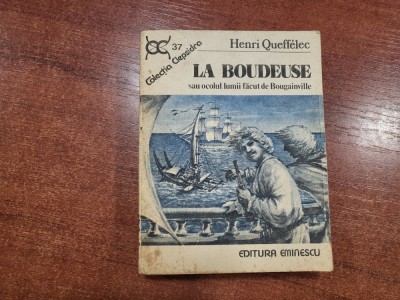 37
Colecția Clepsidra
Henri Queffélec
LA BOUDEUSE
sau ocolul lumii făcut de Bougainville
EDITURA EMINESCU